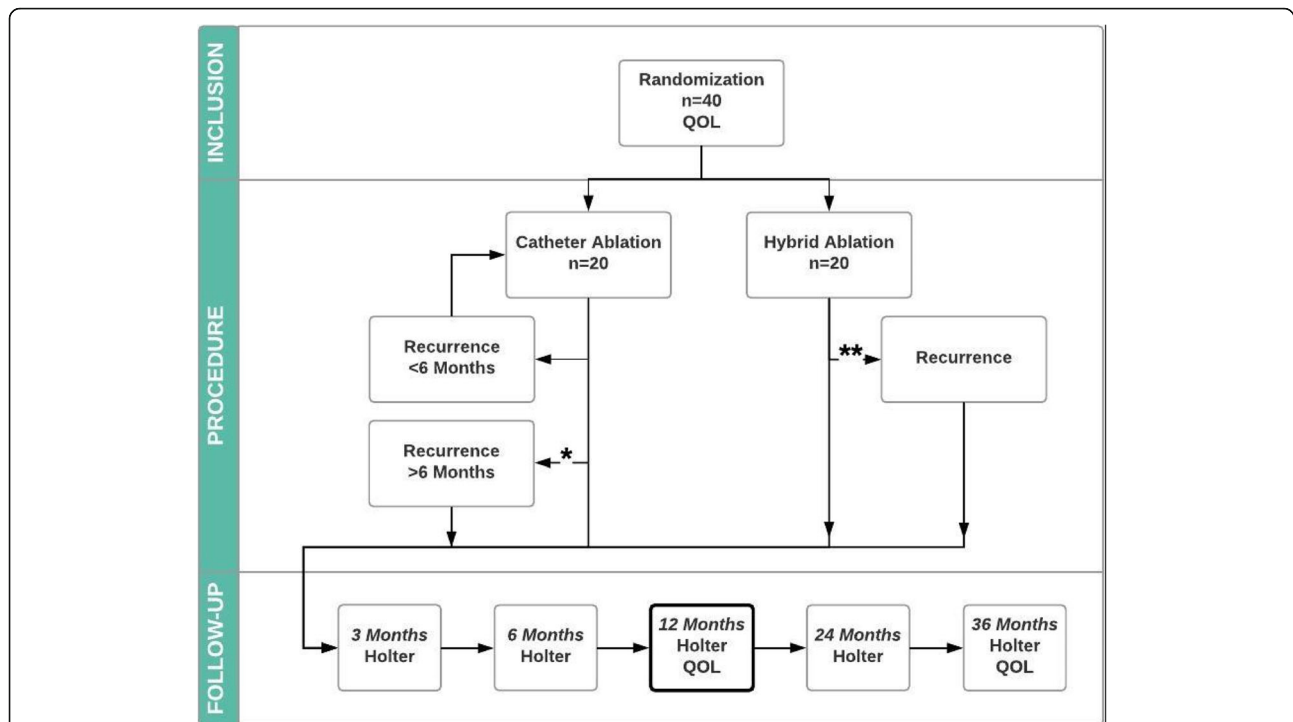 INCLUSION
Randomization
n=40
QOL
PROCEDURE
Catheter Ablation
n=20
Hybrid Ablation
n=20
Recurrence
<6 Months
**
Recurrence
Recurrence
>6 Months
*
FOLLOW-UP
3 Months
Holter
6 Months
Holter
12 Months
Holter
QOL
24 Months
Holter
36 Months
Holter
QOL